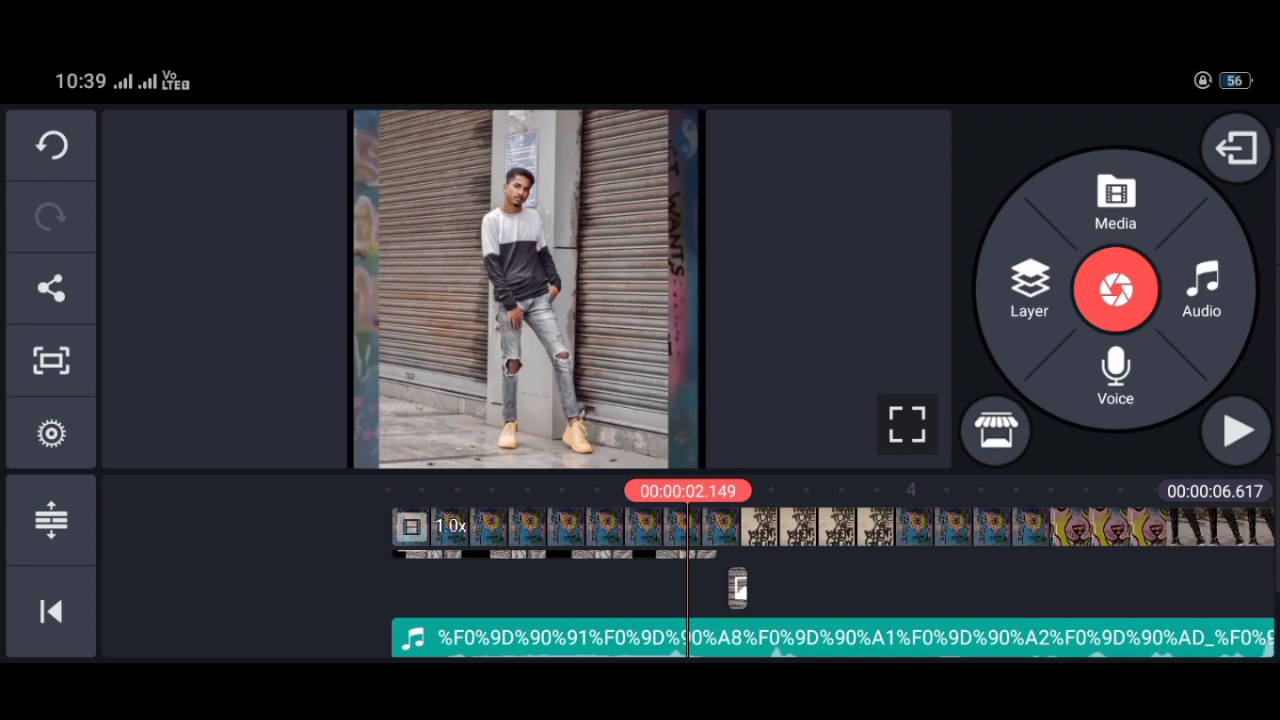 10:39 Vo LTE
56
Media
Layer
Audio
Voice
T WANTS
00:00:02.149
4
00:00:06.617
1.0x
%F0%9D%90%91%F0%9D%90%A8%F0%9D%90%A1%F0%9D%90%A2%F0%9D%90%AD_%F0%